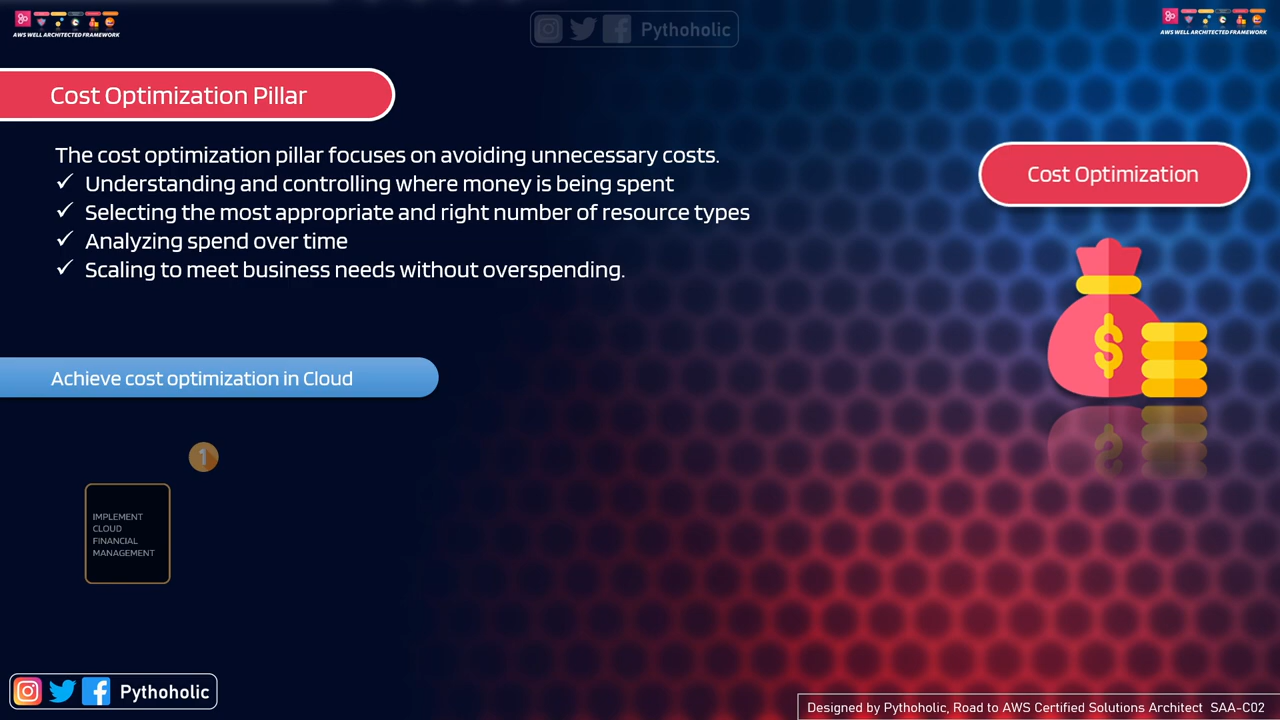 AWS WELL ARCHITECTED FRAMEWORK
Pythoholic
AWS WELL ARCHITECTED FRAMEWORK
Cost Optimization Pillar
The cost optimization pillar focuses on avoiding unnecessary costs.
✓ Understanding and controlling where money is being spent
✓ Selecting the most appropriate and right number of resource types
✓ Analyzing spend over time
✓ Scaling to meet business needs without overspending.
Cost Optimization
$
Achieve cost optimization in Cloud
1
IMPLEMENT
CLOUD
FINANCIAL
MANAGEMENT
Pythoholic
Designed by Pythoholic, Road to AWS Certified Solutions Architect SAA-C02